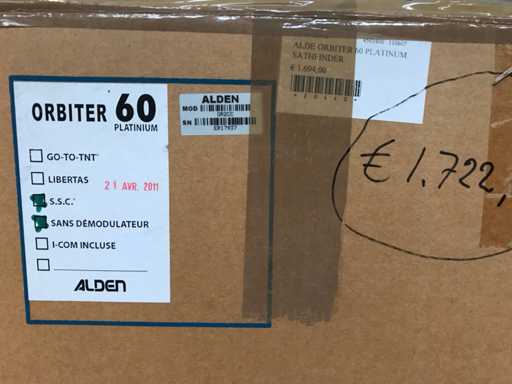 ORBITER 60
PLATINIUM
GO-TO-TNT
LIBERTAS
21 AVR. 2011
S.S.C.
SANS DÉMODULATEUR
I-COM INCLUSE
ALDEN
ALDEN
MOD
SN
ALDE ORBITER 60 PLATINUM
SATHFINDER
€ 1.694,00
€ 1.722,